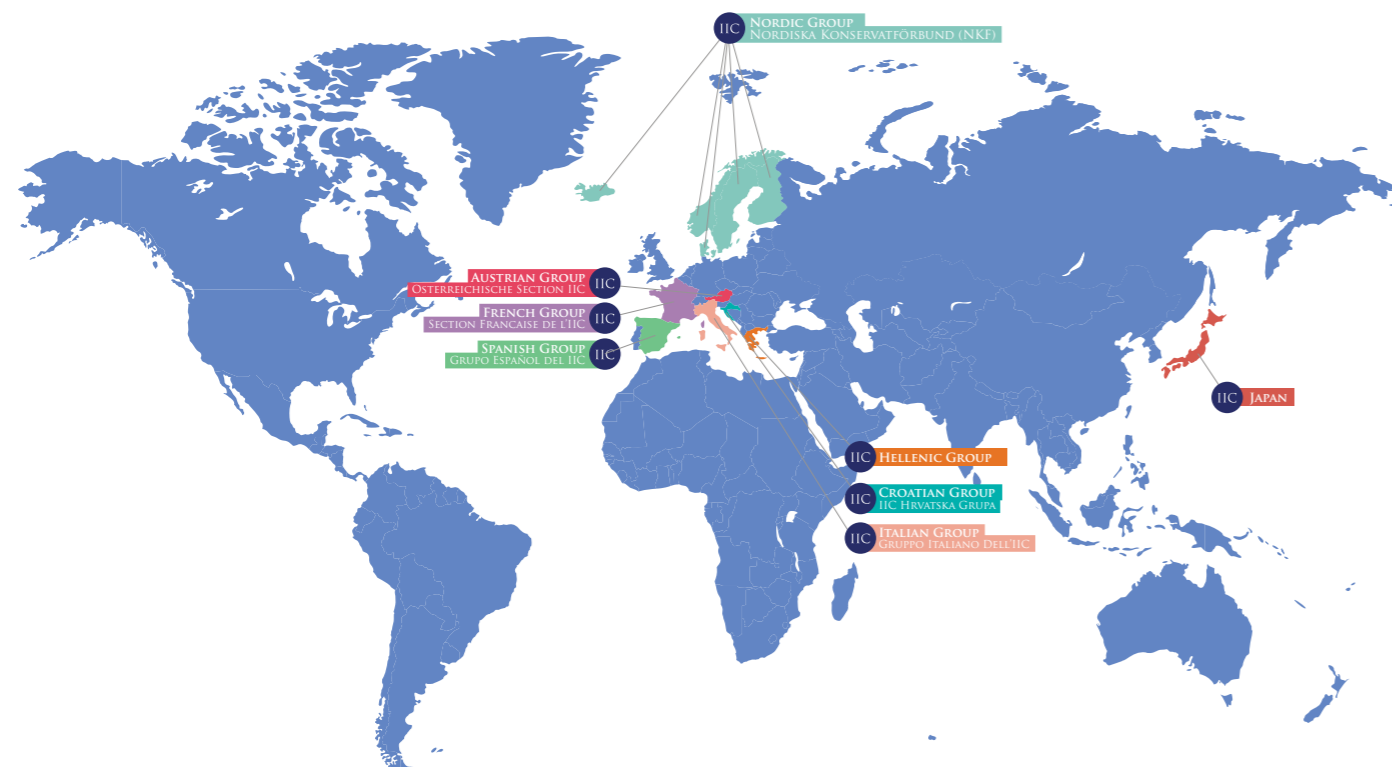 IIC
NORDIC GROUP
NORDISKA KONSERVATFÖRBUND (NKF)
AUSTRIAN GROUP
OSTERREICHISCHE SECTION IIC
IIC
FRENCH GROUP
SECTION FRANCAISE DE L'IIC
IIC
SPANISH GROUP
GRUPO ESPAÑOL DEL IIC
IIC
IIC
JAPAN
IIC
HELLENIC GROUP
IIC
CROATIAN GROUP
IIC HRVATSKA GRUPA
IIC
ITALIAN GROUP
GRUPPO ITALIANO DELL'IIC